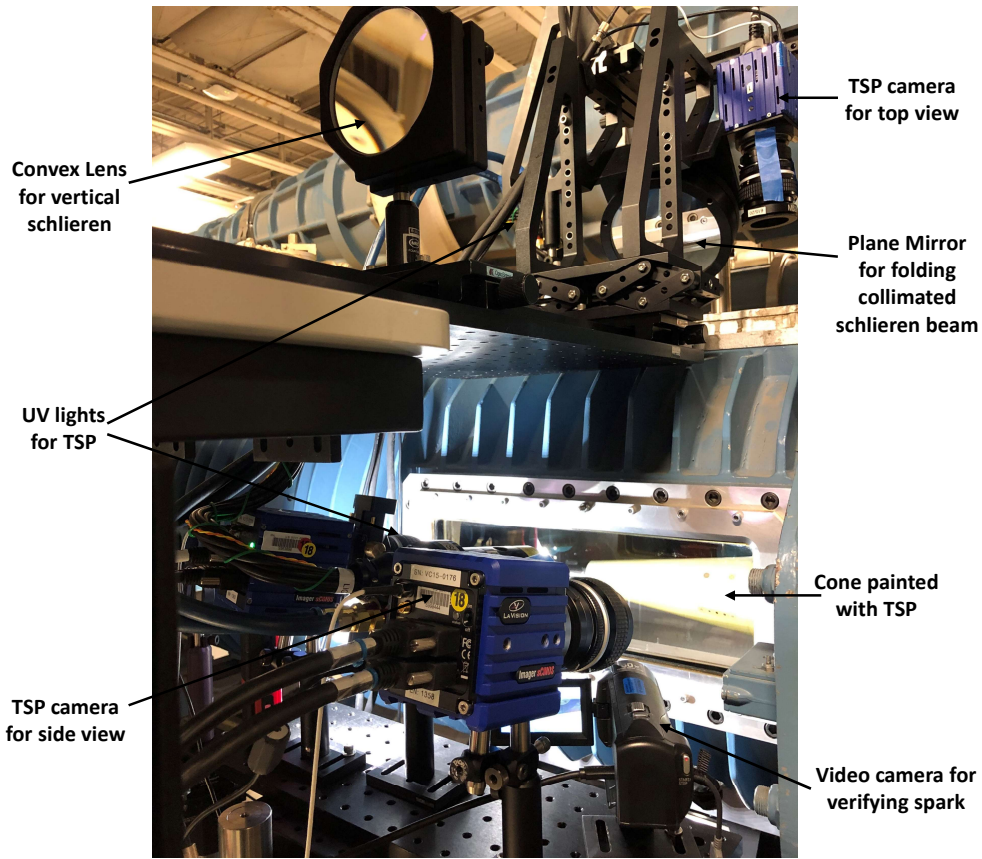 TSP camera
for top view
Convex Lens
for vertical
schlieren
Plane Mirror
for folding
collimated
schlieren beam
UV lights
for TSP
18
SN: VC15-0176
18
LAVISION
Imager sCMOS
Imager sCMOS
Cone painted
with TSP
TSP camera
for side view
Video camera for
verifying spark